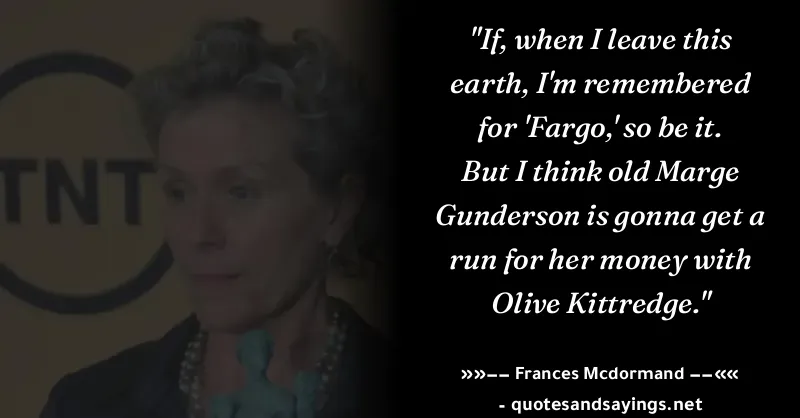 TNT
"If, when I leave this
earth, I'm remembered
for 'Fargo,' so be it.
But I think old Marge
Gunderson is gonna get a
run for her money with
Olive Kittredge."
»»—— Frances Mcdormand ——««
- quotesandsayings.net